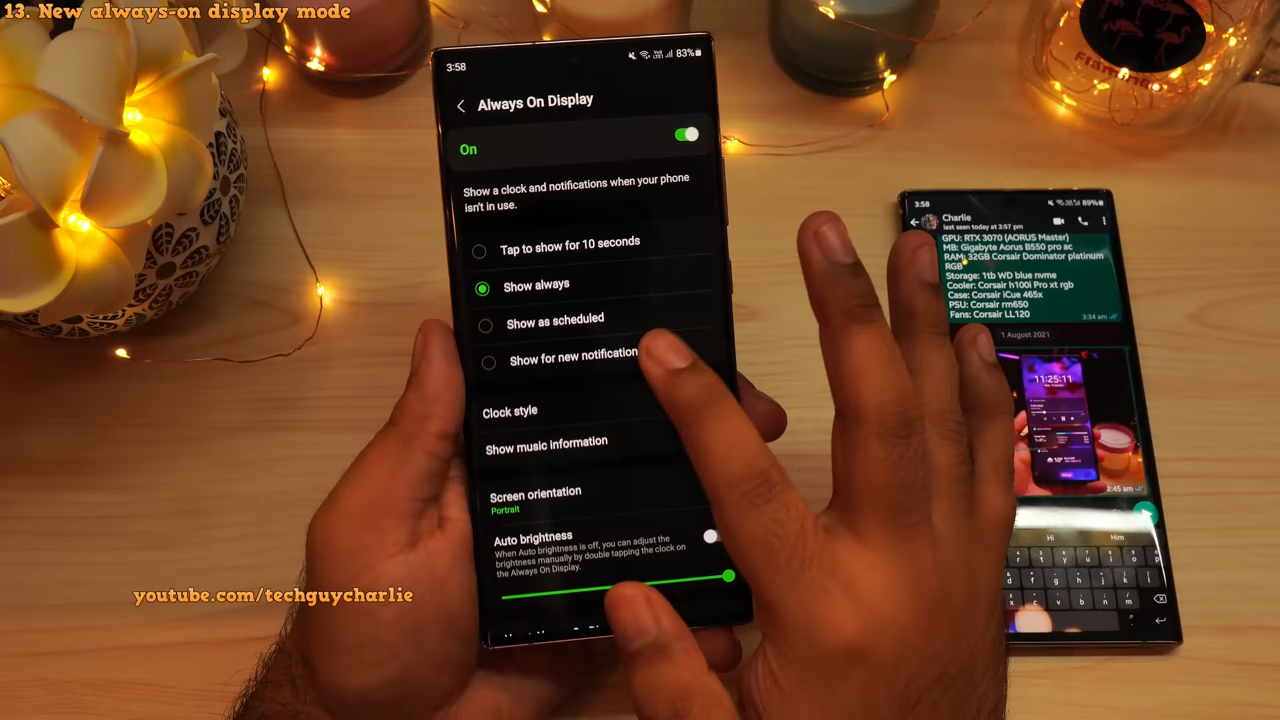 13. New always-on display mode
3:58
83%
Always On Display
On
Show a clock and notifications when your phone
isn't in use.
Tap to show for 10 seconds
Show always
Show as scheduled
Show for new notification
Clock style
Show music information
Screen orientation
Portrait
Auto brightness
When Auto brightness is off, you can adjust the
brightness manually by double tapping the clock on
the Always On Display.
youtube.com/techguycharlie
Flamingo
3:58
89%
Charlie
last seen today at 3:57 pm
GPU: RTX 3070 (AORUS Master)
MB: Gigabyte Aorus B550 pro ac
RAM: 32GB Corsair Dominator platinum
RGB
Storage: 1tb WD blue nvme
Cooler: Corsair h100i Pro xt rgb
Case: Corsair iCue 465x
PSU: Corsair rm650
Fans: Corsair LL120
3:34 am
1 August 2021
11:25:11
10°
2:45 am
Hi Him
r t y u i o p
d f g h j k l
x c v b n m